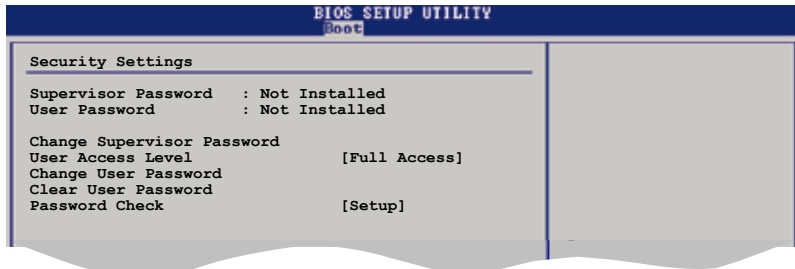 BIOS SETUP UTILITY
Boot
Security Settings
Supervisor Password : Not Installed
User Password : Not Installed
Change Supervisor Password
User Access Level [Full Access]
Change User Password
Clear User Password
Password Check [Setup]